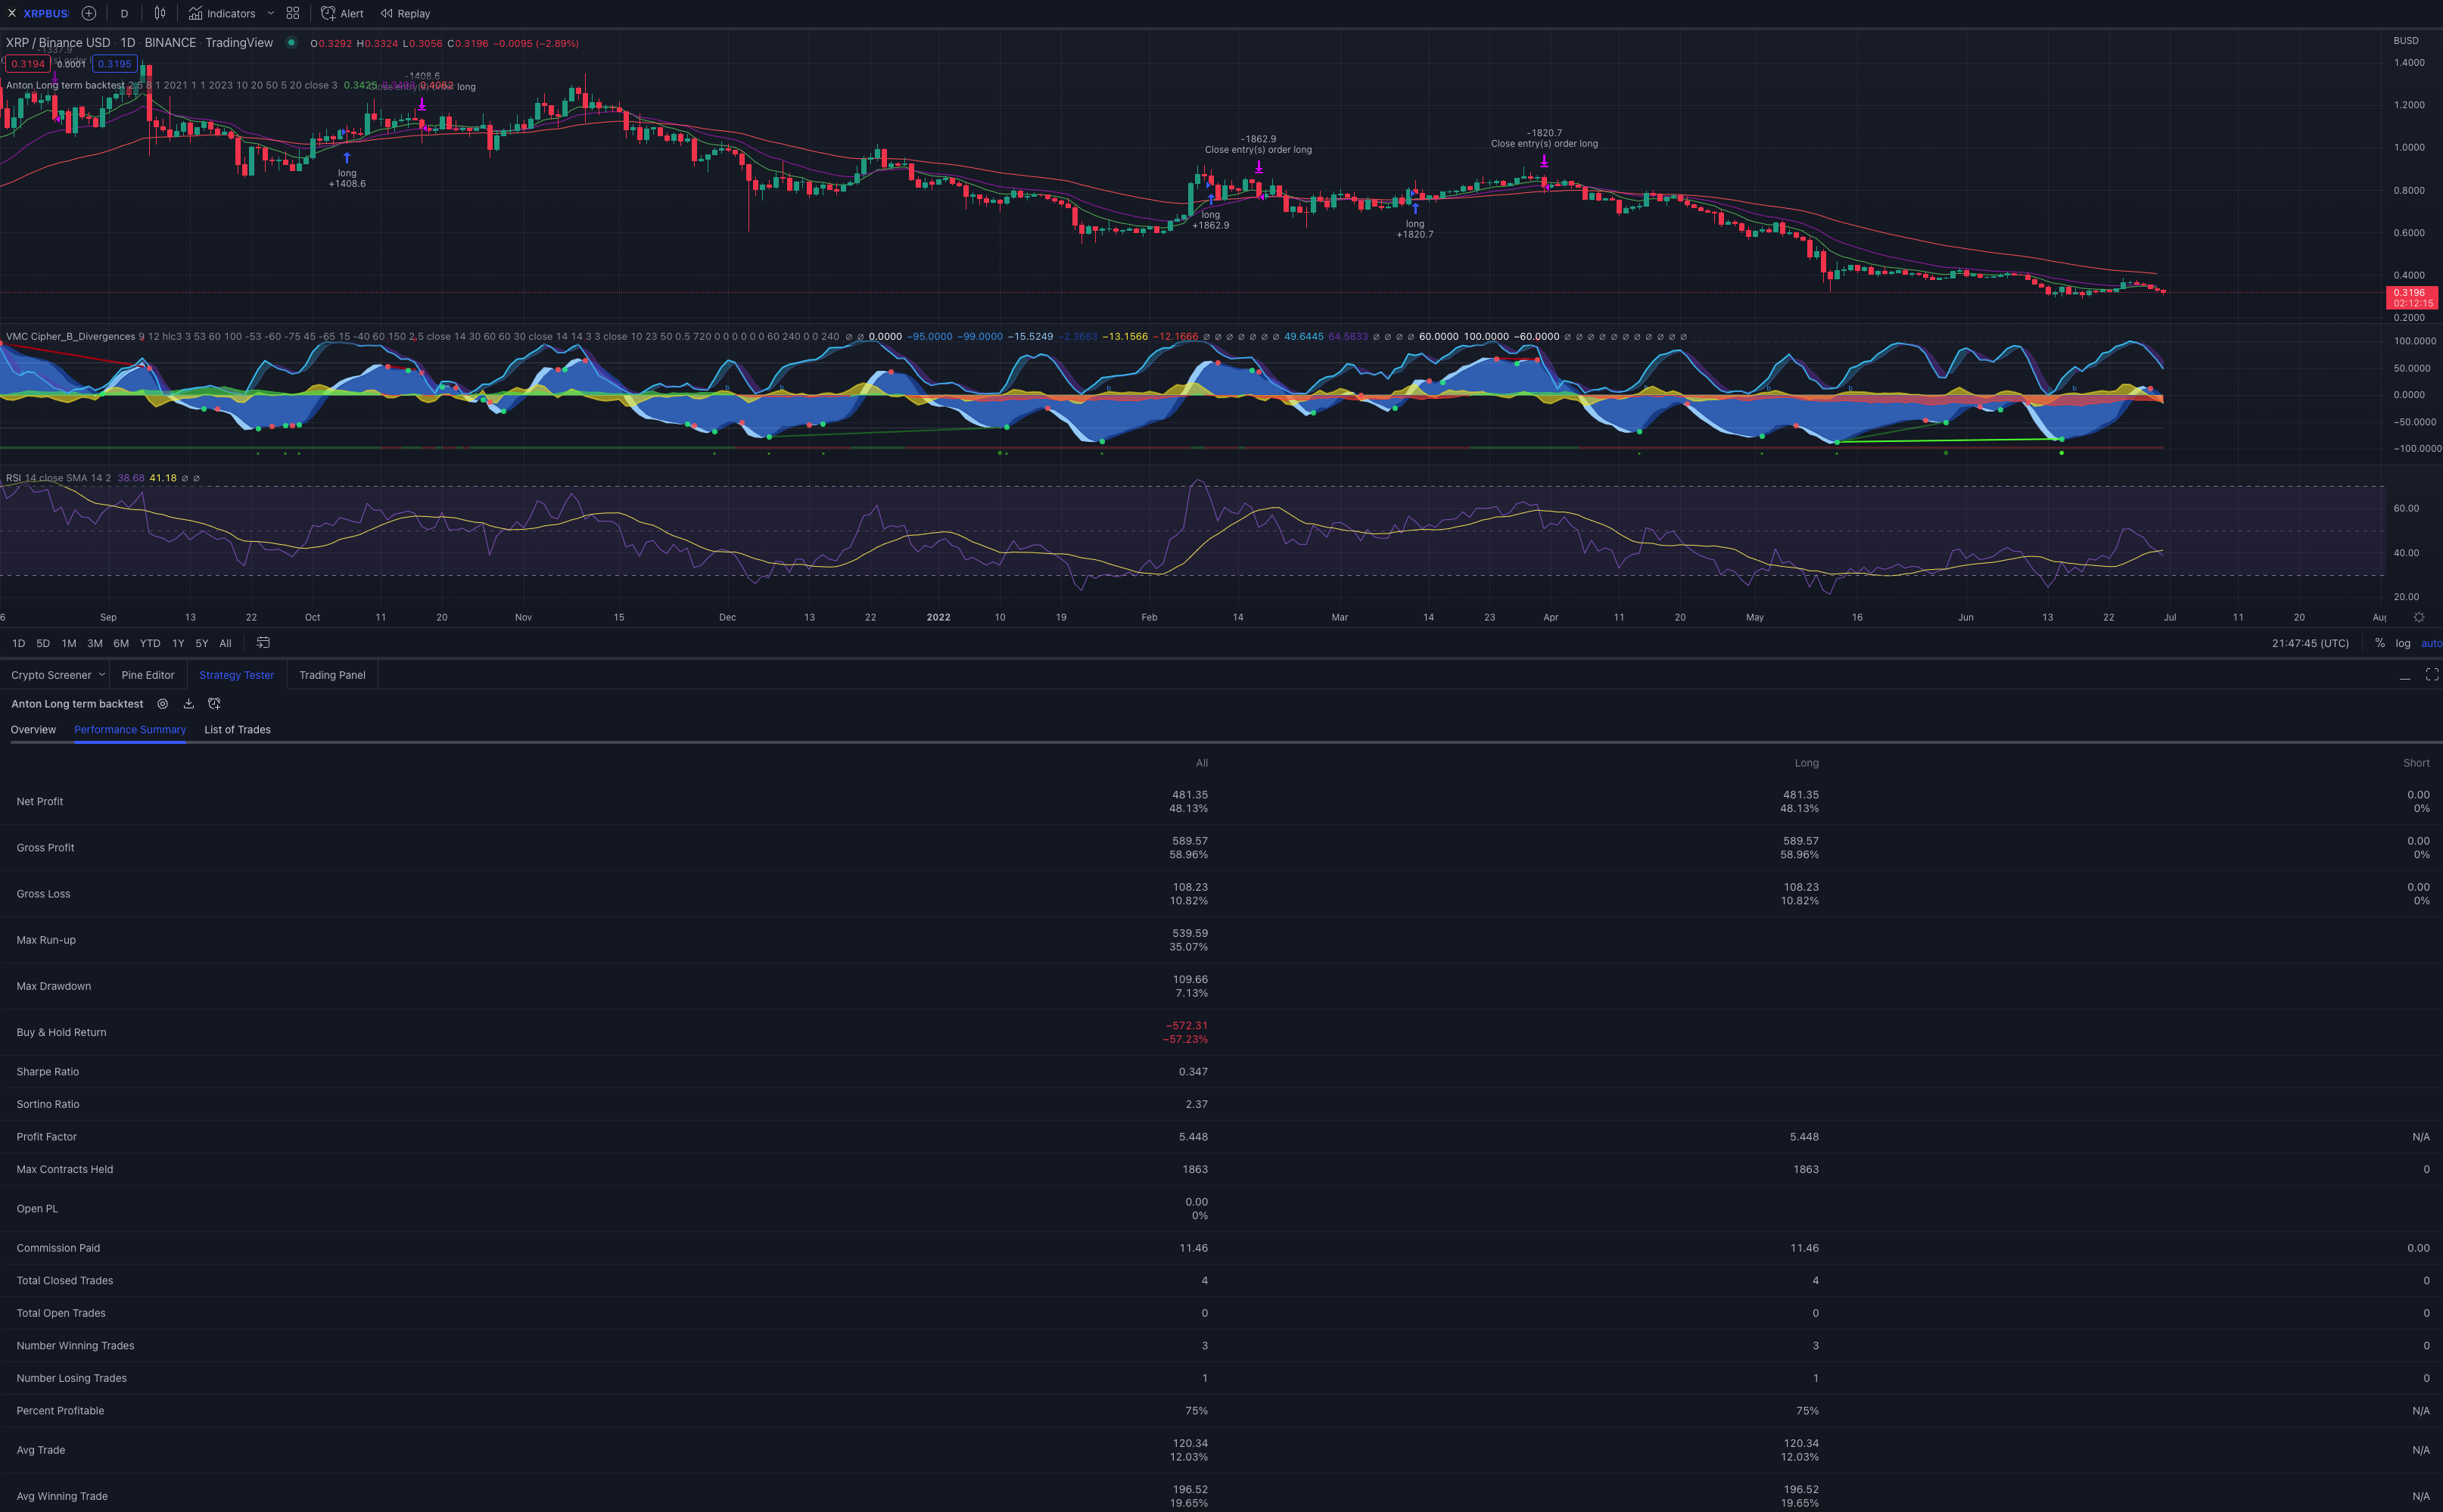 XRPBUS
D
Indicators
Alert
Replay
XRP / Binance USD · 1D · BINANCE · TradingView
O0.3292 H0.3324 L0.3056 C0.3196 −0.0095 (−2.89%)
BUSD
0.3194 0.0001 0.3195
Anton Long term backtest 2 5 8 1 2021 1 1 2023 10 20 50 5 20 close 3 0.3425
-1408.6
-1862.9
Close entry(s) order long
-1820.7
Close entry(s) order long
long
+1408.6
long
+1862.9
long
+1820.7
1.4000
1.2000
1.0000
0.8000
0.6000
0.4000
0.3196
02:12:15
0.2000
VMC Cipher_B_Divergences 9 12 hlc3 3 53 60 100 −53 −60 −75 45 −65 15 −40 60 150 2.5 close 14 30 60 60 30 close 14 14 3 3 close 10 23 50 0.5 720 0 0 0 0 0 0 60 240 0 0 240 ∅ ∅ 0.0000 −95.0000 −99.0000 −15.5249 −2.3683 −13.1566 −12.1666 ∅ ∅ ∅ ∅ ∅ ∅ ∅ 49.6445 64.5833 ∅ ∅ ∅ ∅ 60.0000 100.0000 −60.0000 ∅ ∅ ∅ ∅ ∅ ∅ ∅ ∅ ∅ ∅ ∅
100.0000
50.0000
0.0000
−50.0000
−100.0000
RSI 14 close SMA 14 2 38.68 41.18 ∅ ∅
60.00
40.00
20.00
6 Sep 13 22 Oct 11 20 Nov 15 Dec 13 22 2022 10 19 Feb 14 Mar 14 23 Apr 11 20 May 16 Jun 13 22 Jul 11 20 Aug
1D 5D 1M 3M 6M YTD 1Y 5Y All
21:47:45 (UTC) % log auto
Crypto Screener Pine Editor Strategy Tester Trading Panel
Anton Long term backtest
Overview Performance Summary List of Trades
All Long Short
Net Profit 481.35 481.35 0.00
48.13% 48.13% 0%
Gross Profit 589.57 589.57 0.00
58.96% 58.96% 0%
Gross Loss 108.23 108.23 0.00
10.82% 10.82% 0%
Max Run-up 539.59
35.07%
Max Drawdown 109.66
7.13%
Buy & Hold Return −572.31
−57.23%
Sharpe Ratio 0.347
Sortino Ratio 2.37
Profit Factor 5.448 5.448 N/A
Max Contracts Held 1863 1863 0
Open PL 0.00
0%
Commission Paid 11.46 11.46 0.00
Total Closed Trades 4 4 0
Total Open Trades 0 0 0
Number Winning Trades 3 3 0
Number Losing Trades 1 1 0
Percent Profitable 75% 75% N/A
Avg Trade 120.34 120.34 N/A
12.03% 12.03%
Avg Winning Trade 196.52 196.52 N/A
19.65% 19.65%